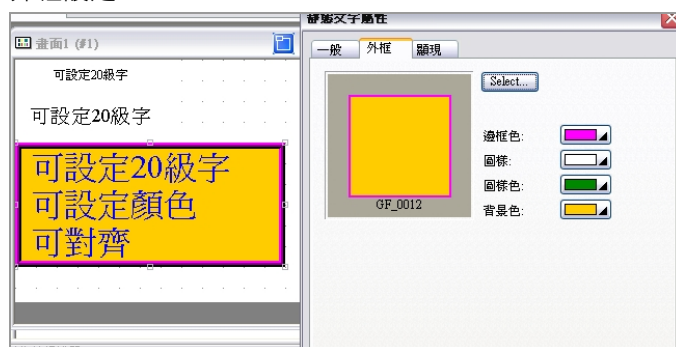 靜態文字屬性
畫面1 (#1)
一般
外框
顯現
可設定20級字
可設定20級字
可設定20級字
可設定顏色
可對齊
Select...
邊框色:
圖樣:
圖樣色:
背景色:
GF_0012